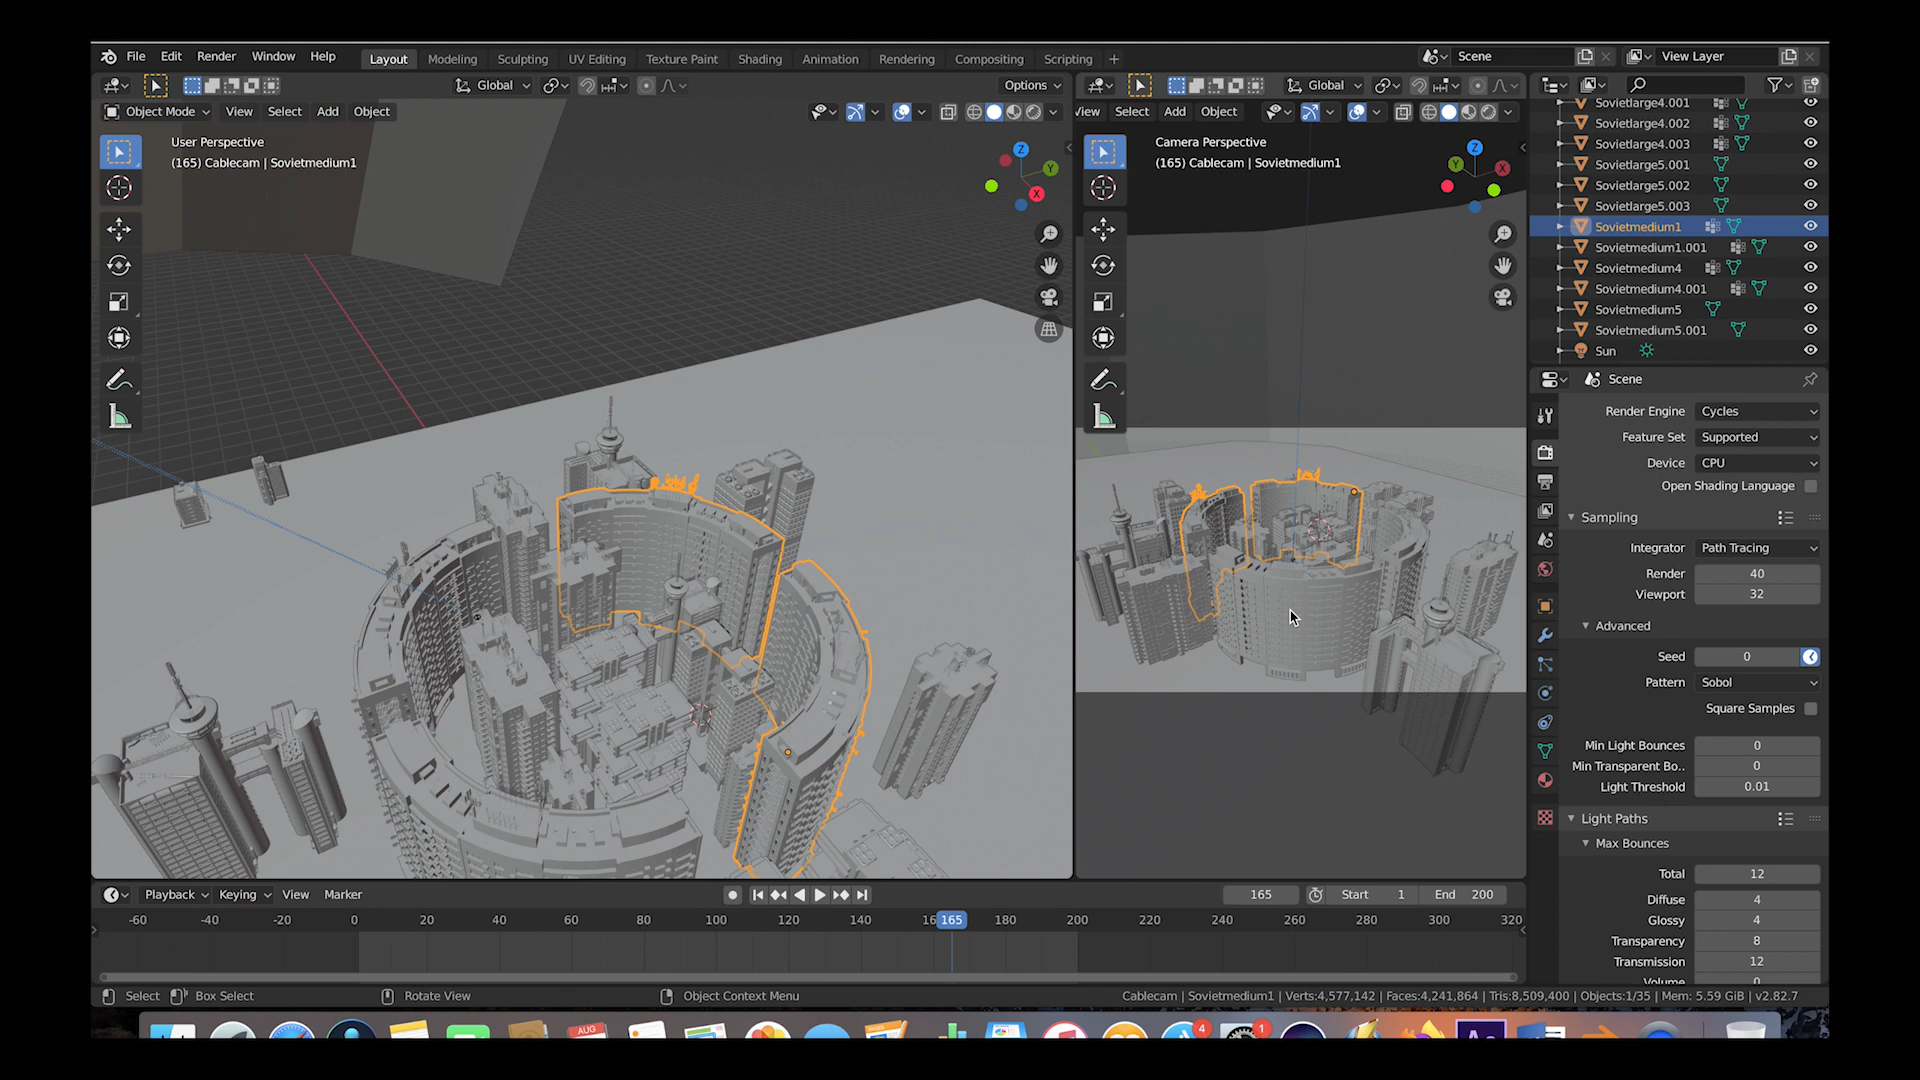 File Edit Render Window Help Layout Modeling Sculpting UV Editing Texture Paint Shading Animation Rendering Compositing Scripting + Scene View Layer
Global Options Global
Object Mode View Select Add Object View Select Add Object
User Perspective
(165) Cablecam | Sovietmedium1
Z
Y
X
Camera Perspective
(165) Cablecam | Sovietmedium1
Z
Y
X
Sovietlarge4.001
Sovietlarge4.002
Sovietlarge4.003
Sovietlarge5.001
Sovietlarge5.002
Sovietlarge5.003
Sovietmedium1
Sovietmedium1.001
Sovietmedium4
Sovietmedium4.001
Sovietmedium5
Sovietmedium5.001
Sun
Scene
Render Engine Cycles
Feature Set Supported
Device CPU
Open Shading Language
Sampling
Integrator Path Tracing
Render 40
Viewport 32
Advanced
Seed 0
Pattern Sobol
Square Samples
Min Light Bounces 0
Min Transparent Bo.. 0
Light Threshold 0.01
Light Paths
Max Bounces
Total 12
Diffuse 4
Glossy 4
Transparency 8
Transmission 12
Volume 0
Playback Keying View Marker 165 Start 1 End 200
-60 -40 -20 0 20 40 60 80 100 120 140 16 165 180 200 220 240 260 280 300 320
Select Box Select Rotate View Object Context Menu Cablecam | Sovietmedium1 | Verts:4,577,142 | Faces:4,241,864 | Tris:8,509,400 | Objects:1/35 | Mem: 5.59 GiB | v2.82.7
AUG 4 1 Ae